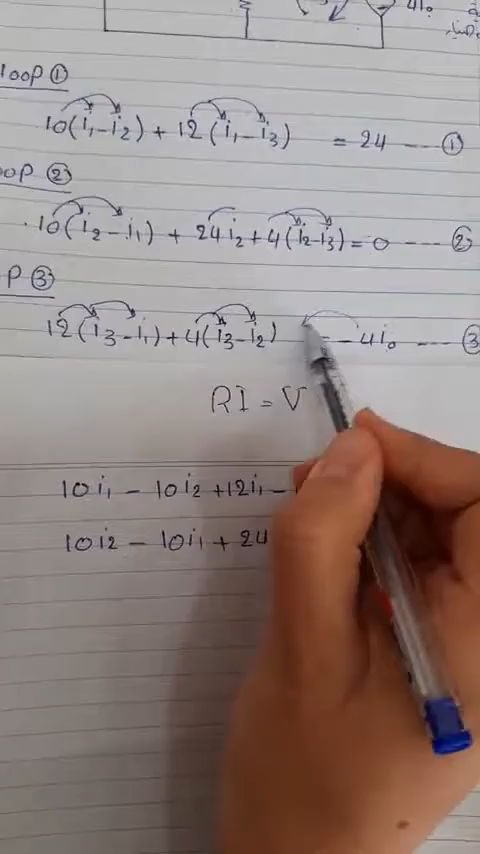 4I₀
loop ①
10(i₁-i₂) + 12(i₁-i₃) = 24 --- ①
oop ②
10(i₂-i₁) + 24i₂+4(i₂-i₃)=0 --- ②
P ③
12(i₃-i₁)+4(i₃-i₂) = -4i₀ --- ③
RI = V
10i₁ - 10i₂ +12i₁ -
10i₂ - 10i₁ + 24